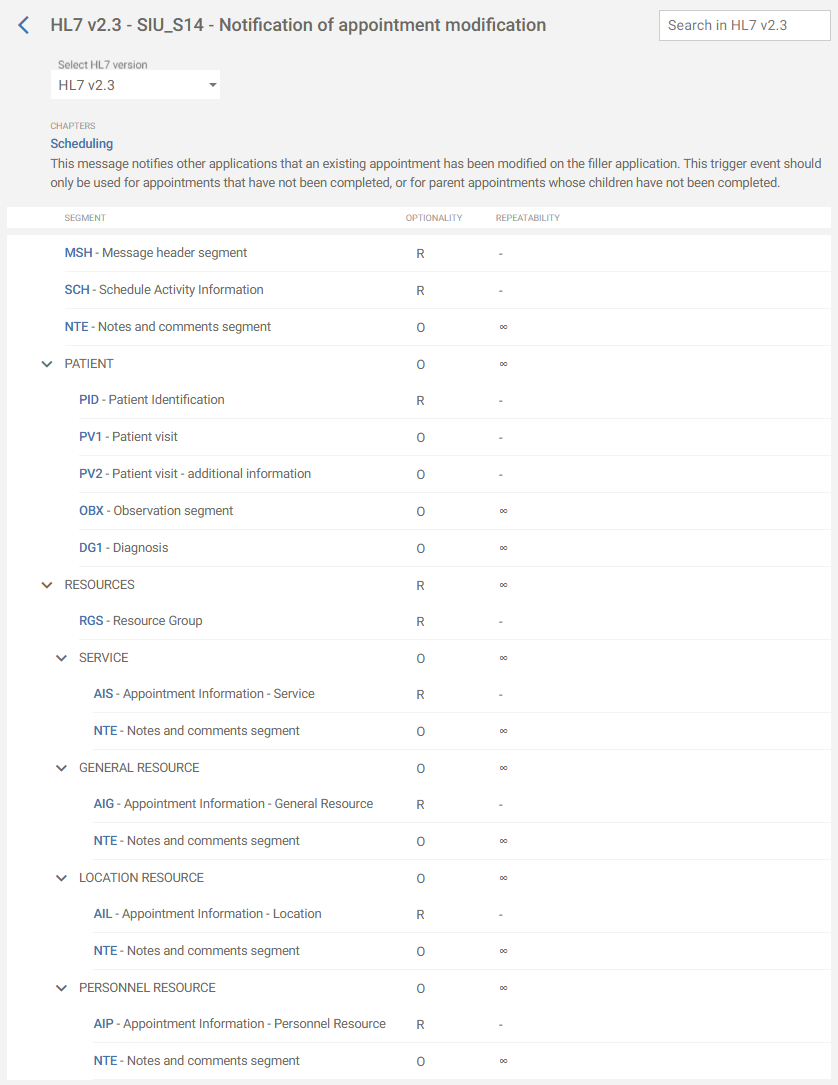 HL7 v2.3 - SIU_S14 - Notification of appointment modification
Search in HL7 v2.3
Select HL7 version
HL7 v2.3
CHAPTERS
Scheduling
This message notifies other applications that an existing appointment has been modified on the filler application. This trigger event should
only be used for appointments that have not been completed, or for parent appointments whose children have not been completed.
SEGMENT OPTIONALITY REPEATABILITY
MSH - Message header segment R -
SCH - Schedule Activity Information R -
NTE - Notes and comments segment O ∞
PATIENT O ∞
PID - Patient Identification R -
PV1 - Patient visit O -
PV2 - Patient visit - additional information O -
OBX - Observation segment O ∞
DG1 - Diagnosis O ∞
RESOURCES R ∞
RGS - Resource Group R -
SERVICE O ∞
AIS - Appointment Information - Service R -
NTE - Notes and comments segment O ∞
GENERAL RESOURCE O ∞
AIG - Appointment Information - General Resource R -
NTE - Notes and comments segment O ∞
LOCATION RESOURCE O ∞
AIL - Appointment Information - Location R -
NTE - Notes and comments segment O ∞
PERSONNEL RESOURCE O ∞
AIP - Appointment Information - Personnel Resource R -
NTE - Notes and comments segment O ∞